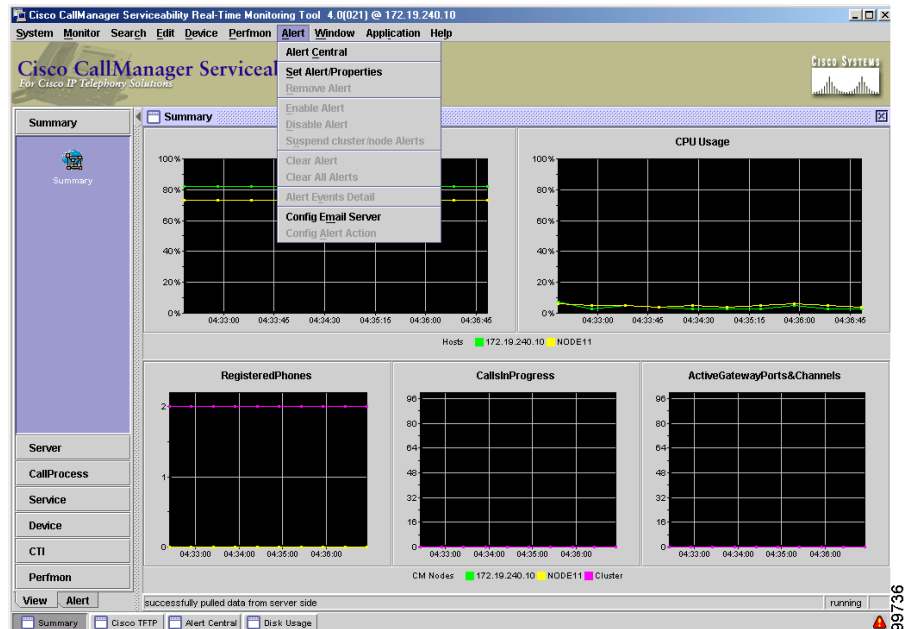 Cisco CallManager Serviceability Real-Time Monitoring Tool 4.0(021) @ 172.19.240.10
System Monitor Search Edit Device Perfmon Alert Window Application Help
Cisco CallManager Serviceal
For Cisco IP Telephony Solutions
CISCO SYSTEMS
Alert Central
Set Alert/Properties
Remove Alert
Enable Alert
Disable Alert
Suspend cluster/node Alerts
Clear Alert
Clear All Alerts
Alert Events Detail
Config Email Server
Config Alert Action
Summary
Summary
Server
CallProcess
Service
Device
CTI
Perfmon
View Alert
Summary
100%
80%
60%
40%
20%
0%
04:33:00 04:33:45 04:34:30 04:35:15 04:36:00 04:36:45
CPU Usage
100%
80%
60%
40%
20%
0%
04:33:00 04:33:45 04:34:30 04:35:15 04:36:00 04:36:45
Hosts 172.19.240.10 NODE11
RegisteredPhones
2
1
0
04:33:00 04:34:00 04:35:00 04:36:00
CallsInProgress
96
80
64
48
32
16
0
04:33:00 04:34:00 04:35:00 04:36:00
ActiveGatewayPorts&Channels
96
80
64
48
32
16
0
04:33:00 04:34:00 04:35:00 04:36:00
CM Nodes 172.19.240.10 NODE11 Cluster
successfully pulled data from server side
running
Summary Cisco TFTP Alert Central Disk Usage
99736